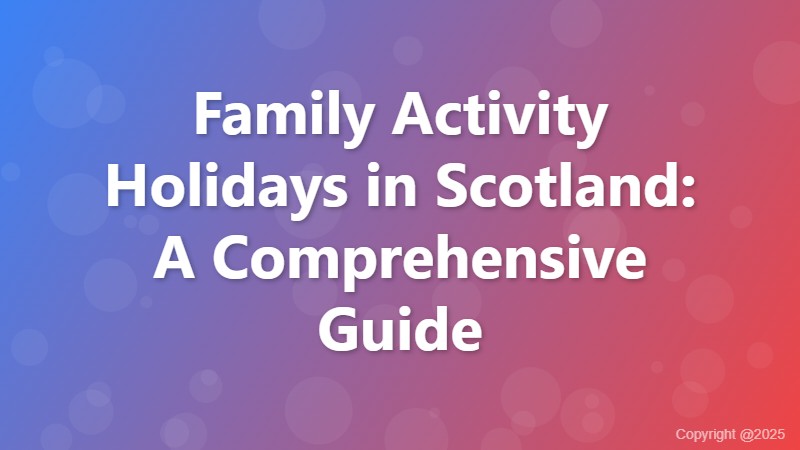 Family Activity
Holidays in Scotland:
A Comprehensive
Guide
Copyright @2025